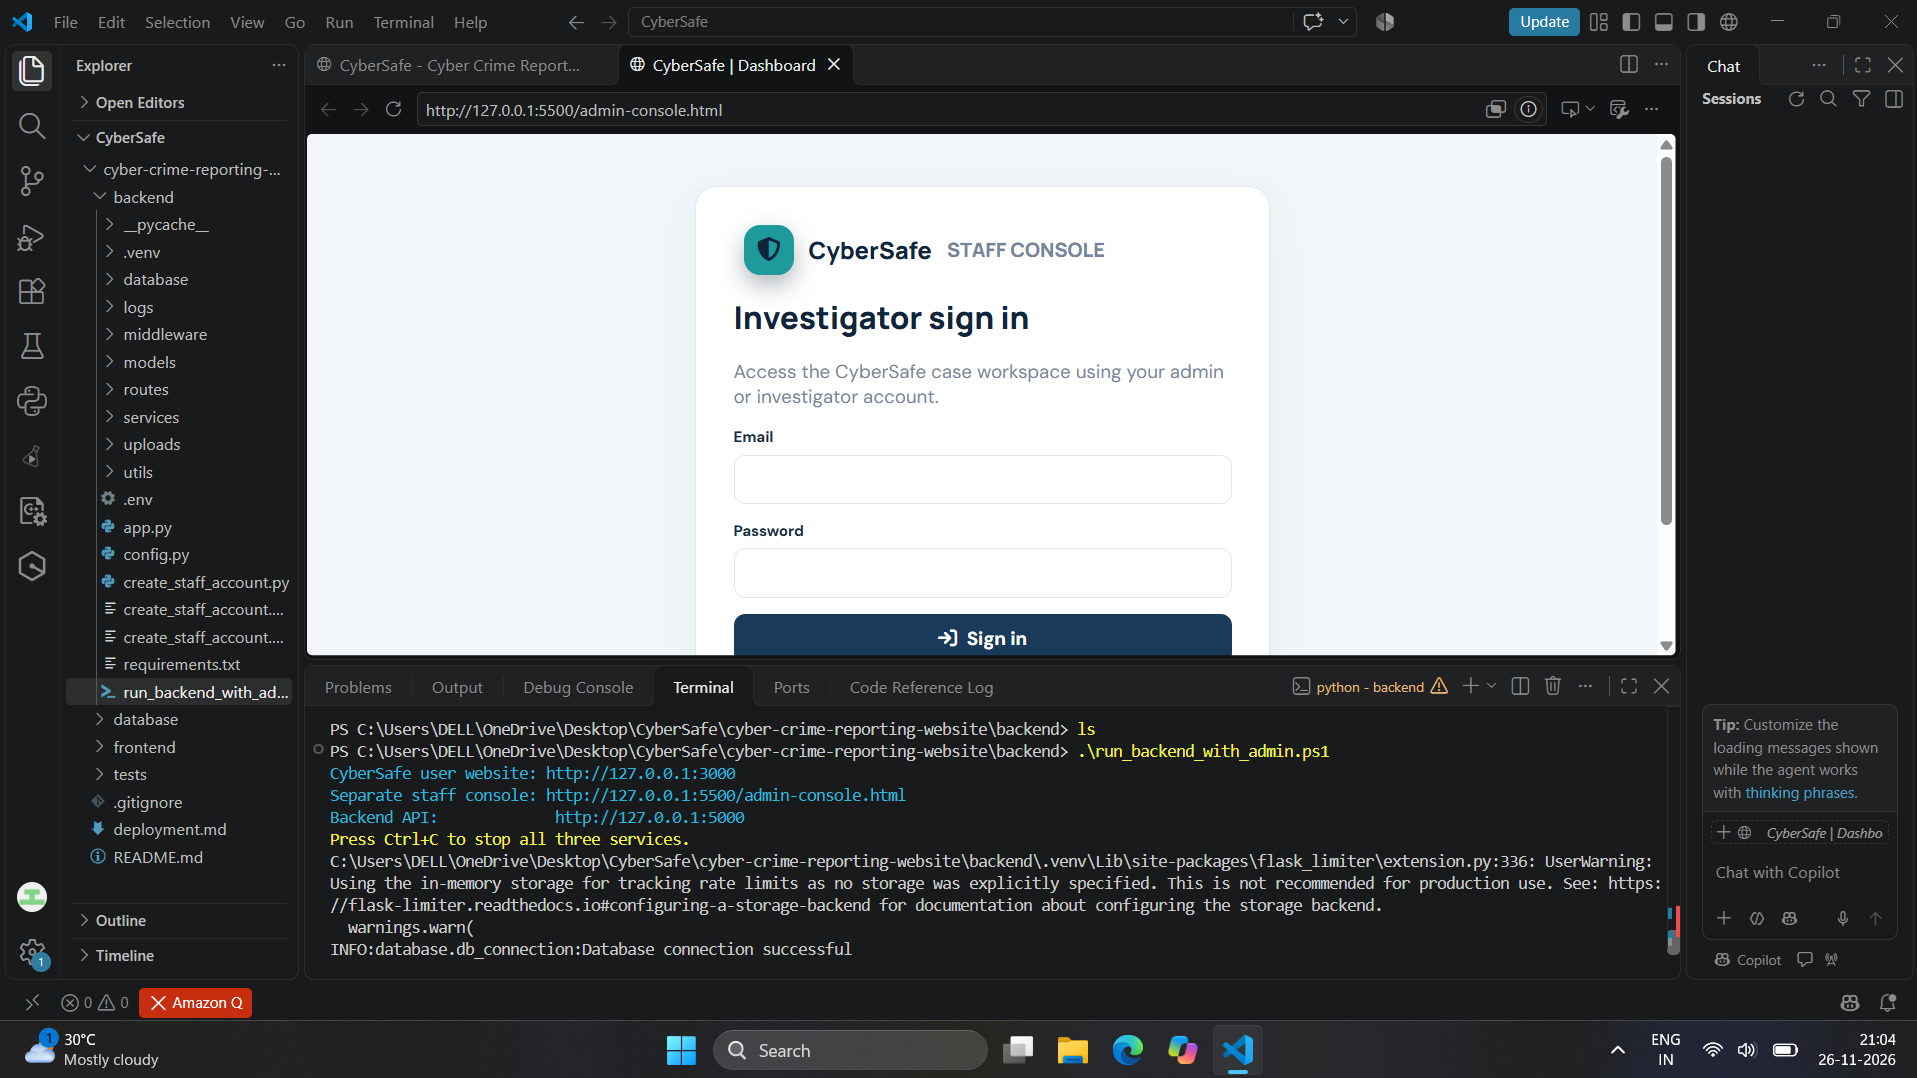 File Edit Selection View Go Run Terminal Help
CyberSafe
Update
Explorer
Open Editors
CyberSafe
cyber-crime-reporting-...
backend
__pycache__
.venv
database
logs
middleware
models
routes
services
uploads
utils
.env
app.py
config.py
create_staff_account.py
create_staff_account....
create_staff_account....
requirements.txt
run_backend_with_ad...
database
frontend
tests
.gitignore
deployment.md
README.md
Outline
Timeline
1
CyberSafe - Cyber Crime Report...
CyberSafe | Dashboard
http://127.0.0.1:5500/admin-console.html
CyberSafe STAFF CONSOLE
Investigator sign in
Access the CyberSafe case workspace using your admin
or investigator account.
Email
Password
Sign in
Problems Output Debug Console Terminal Ports Code Reference Log
python - backend
PS C:\Users\DELL\OneDrive\Desktop\CyberSafe\cyber-crime-reporting-website\backend> ls
PS C:\Users\DELL\OneDrive\Desktop\CyberSafe\cyber-crime-reporting-website\backend> .\run_backend_with_admin.ps1
CyberSafe user website: http://127.0.0.1:3000
Separate staff console: http://127.0.0.1:5500/admin-console.html
Backend API: http://127.0.0.1:5000
Press Ctrl+C to stop all three services.
C:\Users\DELL\OneDrive\Desktop\CyberSafe\cyber-crime-reporting-website\backend\.venv\Lib\site-packages\flask_limiter\extension.py:336: UserWarning:
Using the in-memory storage for tracking rate limits as no storage was explicitly specified. This is not recommended for production use. See: https:
//flask-limiter.readthedocs.io#configuring-a-storage-backend for documentation about configuring the storage backend.
warnings.warn(
INFO:database.db_connection:Database connection successful
Chat
Sessions
Tip: Customize the
loading messages shown
while the agent works
with thinking phrases.
CyberSafe | Dashbo
Chat with Copilot
Copilot
0 0
Amazon Q
1
30°C
Mostly cloudy
Search
ENG
IN
21:04
26-11-2026